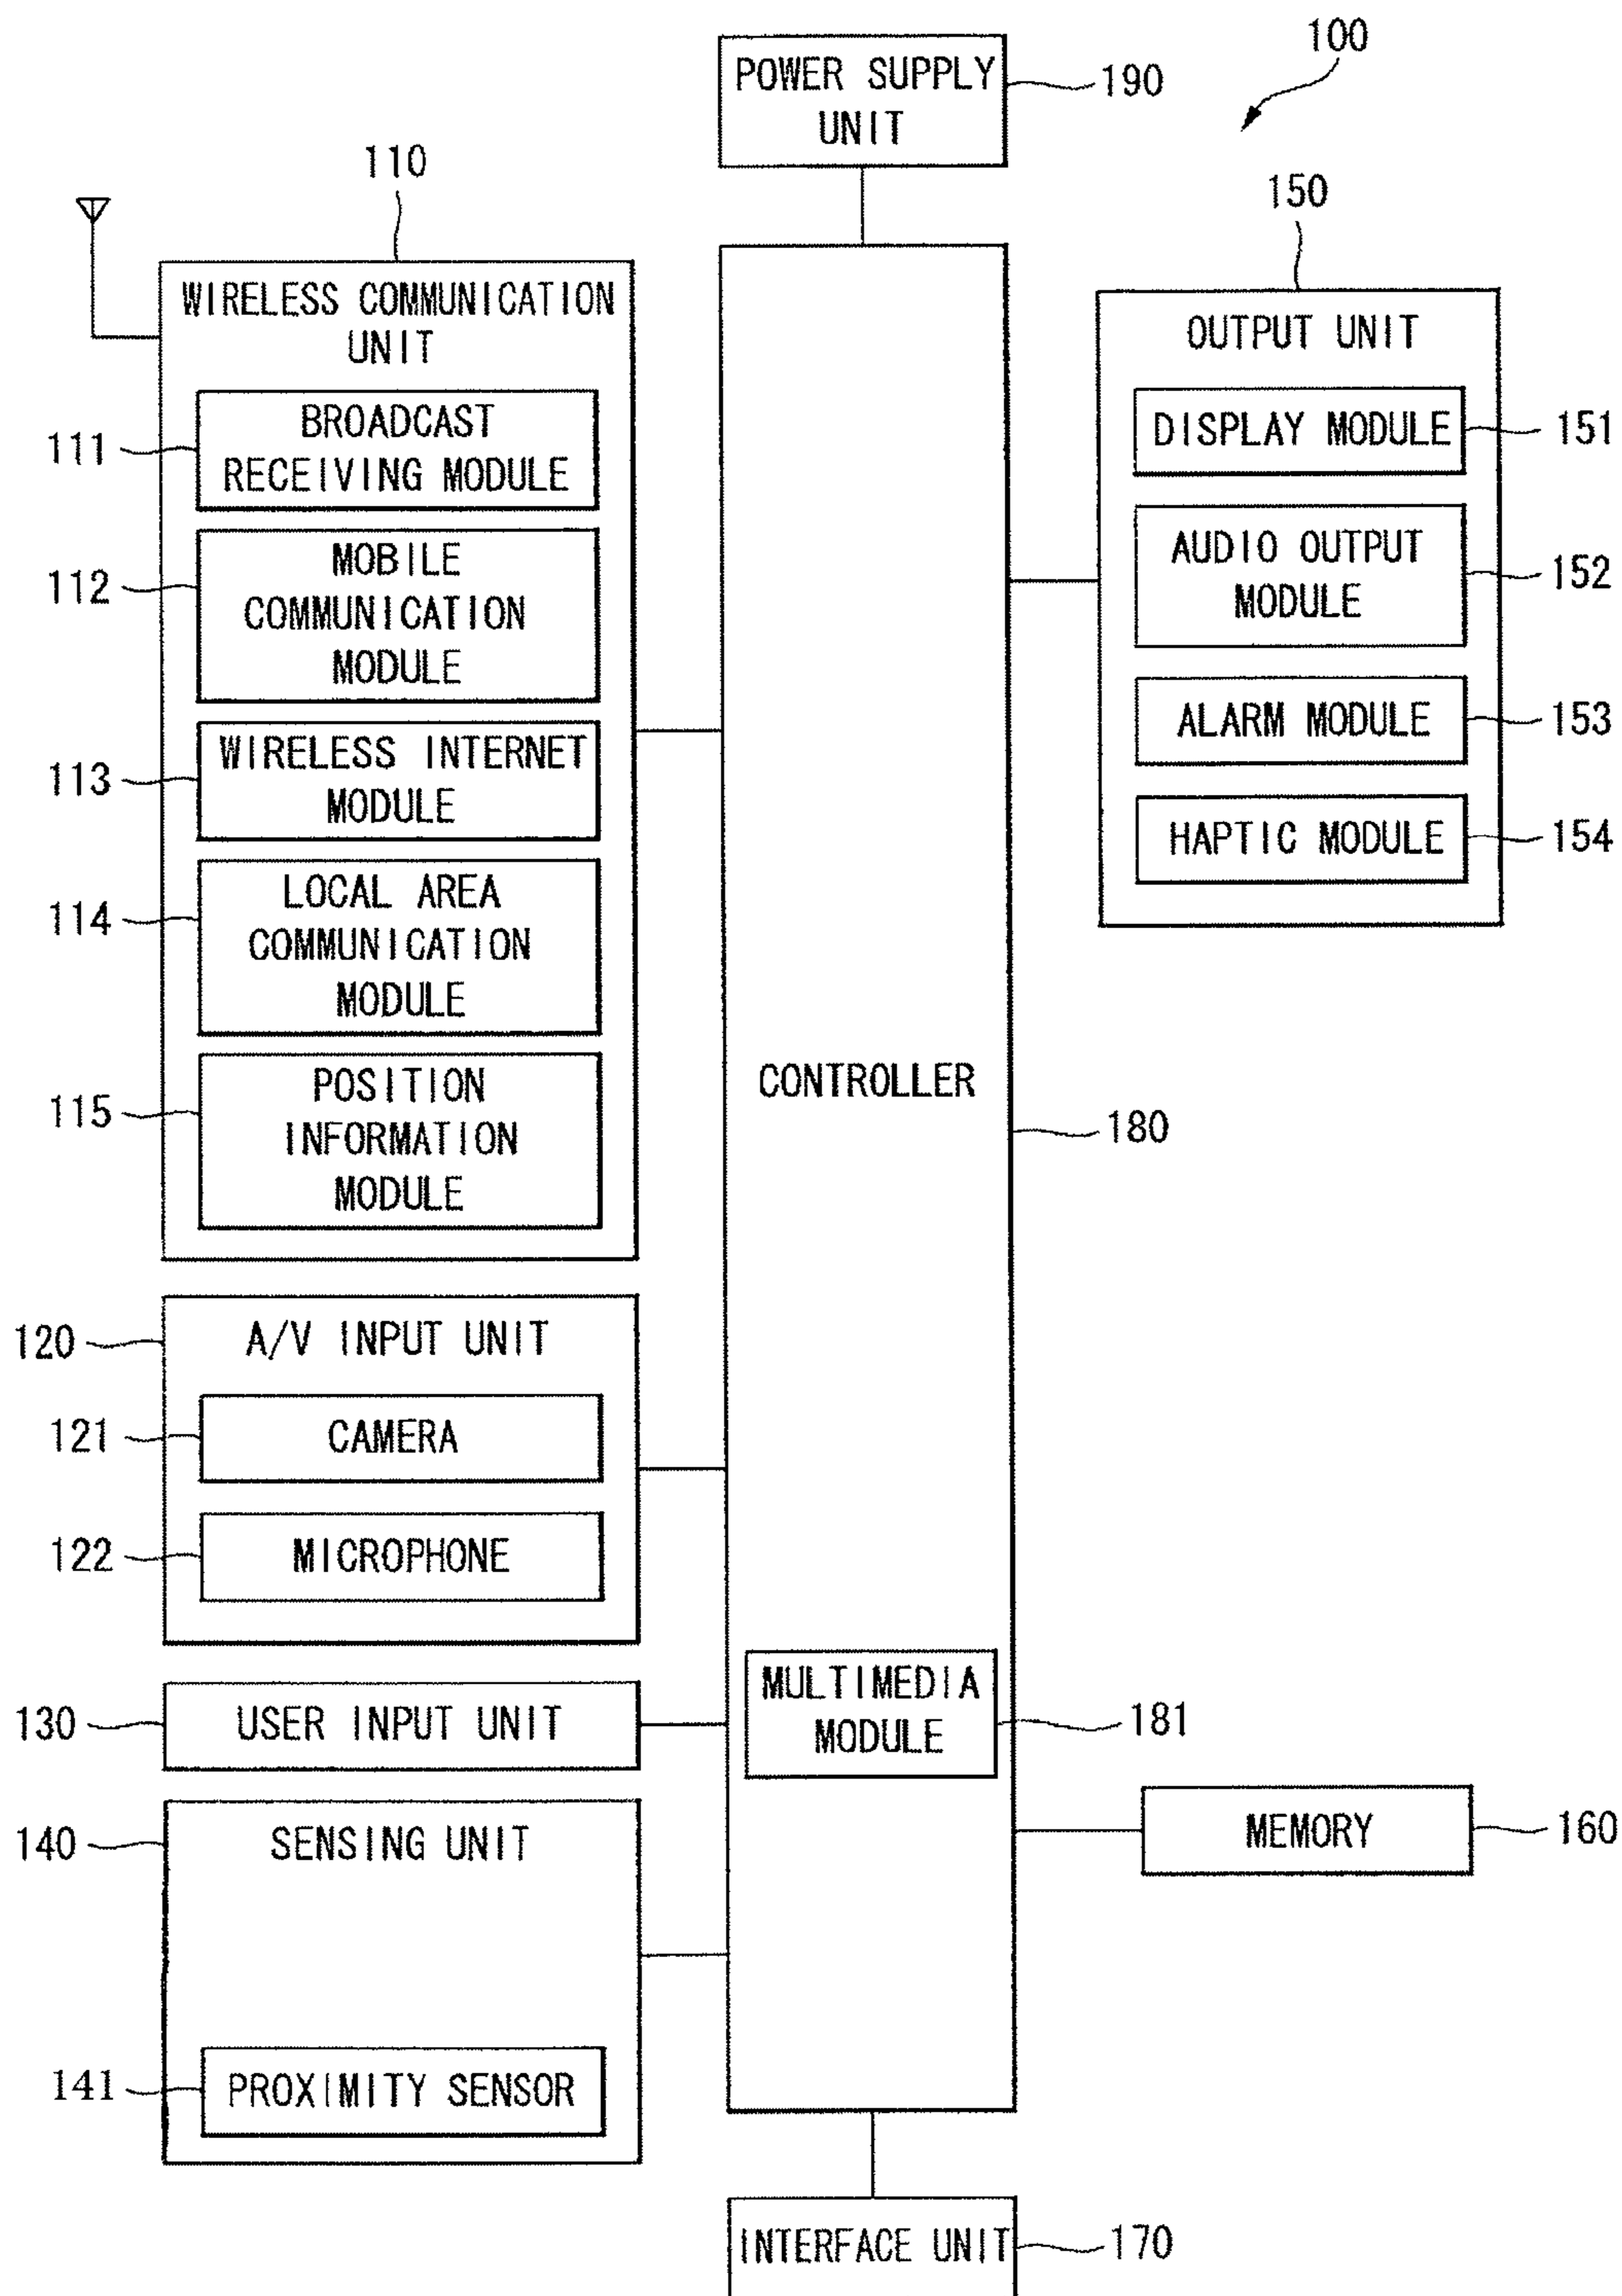 100
POWER SUPPLY
UNIT
190
110
150
WIRELESS COMMUNICATION
UNIT
BROADCAST
RECEIVING MODULE
111
MOBILE
COMMUNICATION
MODULE
112
WIRELESS INTERNET
MODULE
113
LOCAL AREA
COMMUNICATION
MODULE
114
POSITION
INFORMATION
MODULE
115
OUTPUT UNIT
DISPLAY MODULE
151
AUDIO OUTPUT
MODULE
152
ALARM MODULE
153
HAPTIC MODULE
154
CONTROLLER
180
120
A/V INPUT UNIT
121
CAMERA
122
MICROPHONE
130
USER INPUT UNIT
MULTIMEDIA
MODULE
181
140
SENSING UNIT
MEMORY
160
141
PROXIMITY SENSOR
INTERFACE UNIT
170